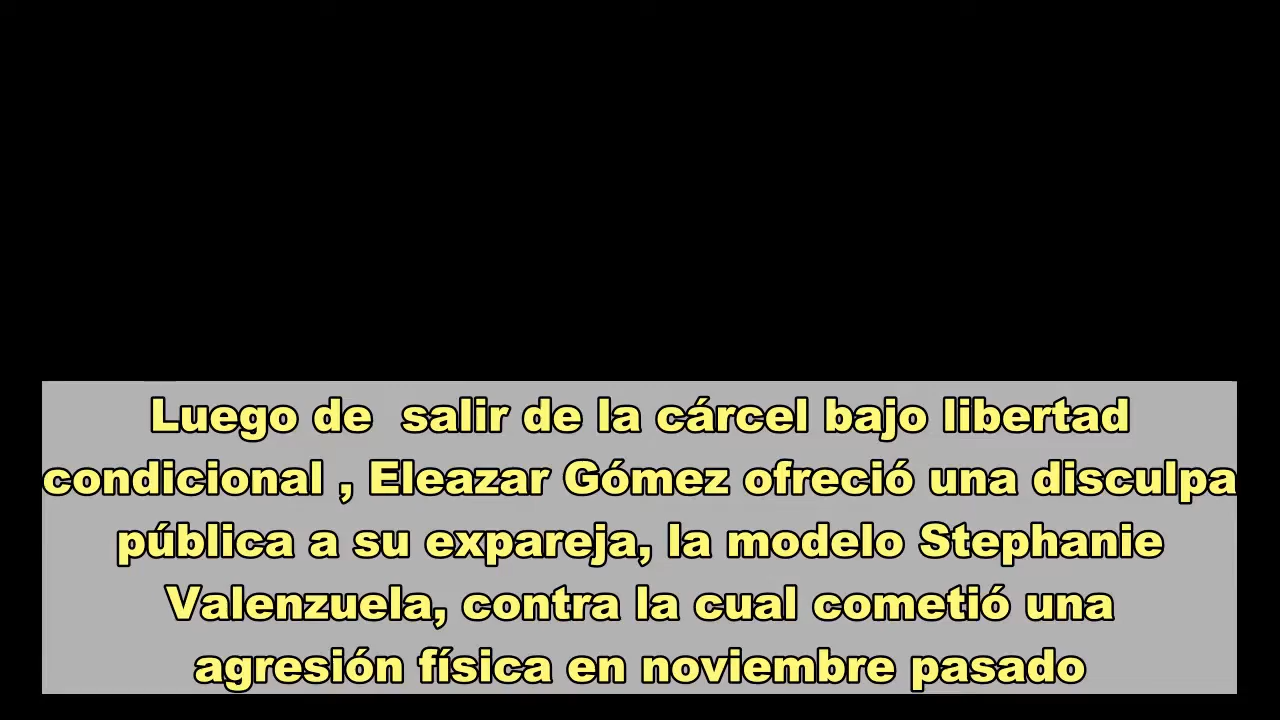 Luego de  salir de la cárcel bajo libertad
condicional , Eleazar Gómez ofreció una disculpa
pública a su expareja, la modelo Stephanie
Valenzuela, contra la cual cometió una
agresión física en noviembre pasado